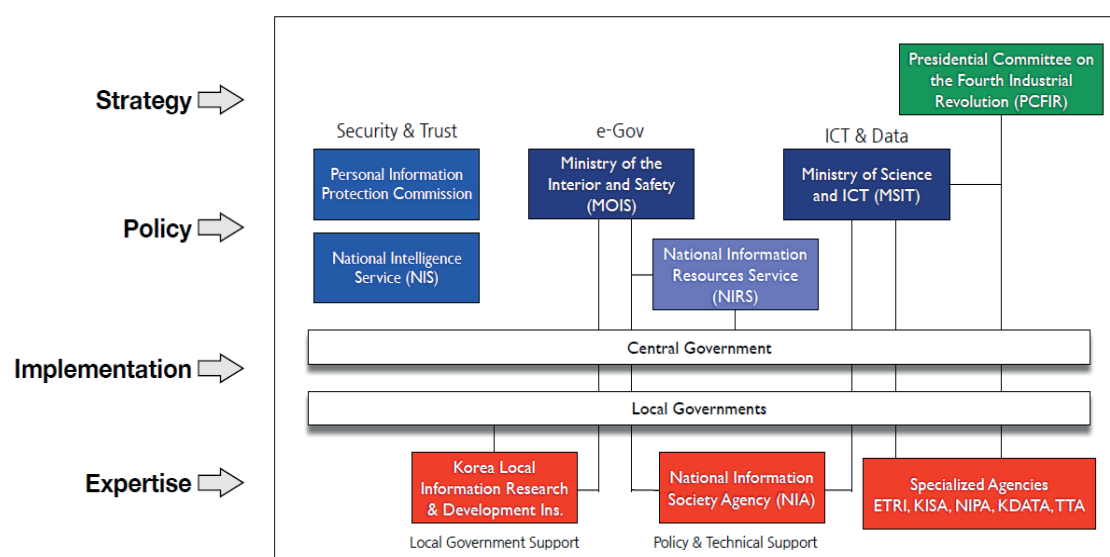 Strategy
Presidential Committee on
the Fourth Industrial
Revolution (PCFIR)
Security & Trust
e-Gov
ICT & Data
Personal Information
Protection Commission
Ministry of the
Interior and Safety
(MOIS)
Ministry of Science
and ICT (MSIT)
Policy
National Intelligence
Service (NIS)
National Information
Resources Service
(NIRS)
Implementation
Central Government
Local Governments
Expertise
Korea Local
Information Research
& Development Ins.
National Information
Society Agency (NIA)
Specialized Agencies
ETRI, KISA, NIPA, KDATA, TTA
Local Government Support
Policy & Technical Support